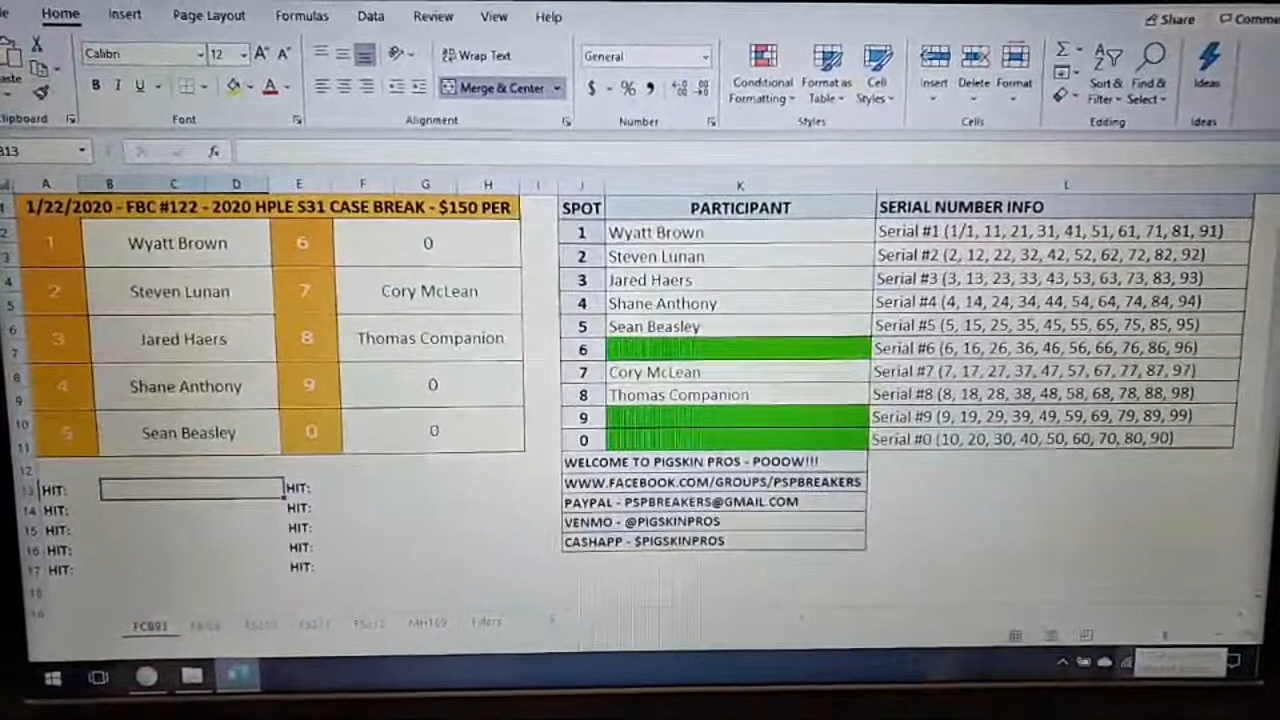 Home Insert Page Layout Formulas Data Review View Help Share
Calibri 12 Wrap Text General
B I U Merge & Center $ % Conditional Formatting Format as Table Cell Styles Insert Delete Format Sort & Filter Find & Select Ideas
Font Alignment Number Styles Cells Editing Ideas
fx
A B C D E F G H I J K L
1/22/2020 - FBC #122 - 2020 HPLE S31 CASE BREAK - $150 PER
1 Wyatt Brown 6 0
2 Steven Lunan 7 Cory McLean
3 Jared Haers 8 Thomas Companion
4 Shane Anthony 9 0
5 Sean Beasley 0 0
13 HIT: HIT:
14 HIT: HIT:
15 HIT: HIT:
16 HIT: HIT:
17 HIT: HIT:
18
SPOT PARTICIPANT SERIAL NUMBER INFO
1 Wyatt Brown Serial #1 (1/1, 11, 21, 31, 41, 51, 61, 71, 81, 91)
2 Steven Lunan Serial #2 (2, 12, 22, 32, 42, 52, 62, 72, 82, 92)
3 Jared Haers Serial #3 (3, 13, 23, 33, 43, 53, 63, 73, 83, 93)
4 Shane Anthony Serial #4 (4, 14, 24, 34, 44, 54, 64, 74, 84, 94)
5 Sean Beasley Serial #5 (5, 15, 25, 35, 45, 55, 65, 75, 85, 95)
6 Serial #6 (6, 16, 26, 36, 46, 56, 66, 76, 86, 96)
7 Cory McLean Serial #7 (7, 17, 27, 37, 47, 57, 67, 77, 87, 97)
8 Thomas Companion Serial #8 (8, 18, 28, 38, 48, 58, 68, 78, 88, 98)
9 Serial #9 (9, 19, 29, 39, 49, 59, 69, 79, 89, 99)
0 Serial #0 (10, 20, 30, 40, 50, 60, 70, 80, 90)
WELCOME TO PIGSKIN PROS - POOOW!!!
WWW.FACEBOOK.COM/GROUPS/PSPBREAKERS
PAYPAL - PSPBREAKERS@GMAIL.COM
VENMO - @PIGSKINPROS
CASHAPP - $PIGSKINPROS
FCB93 MH169 Fillers